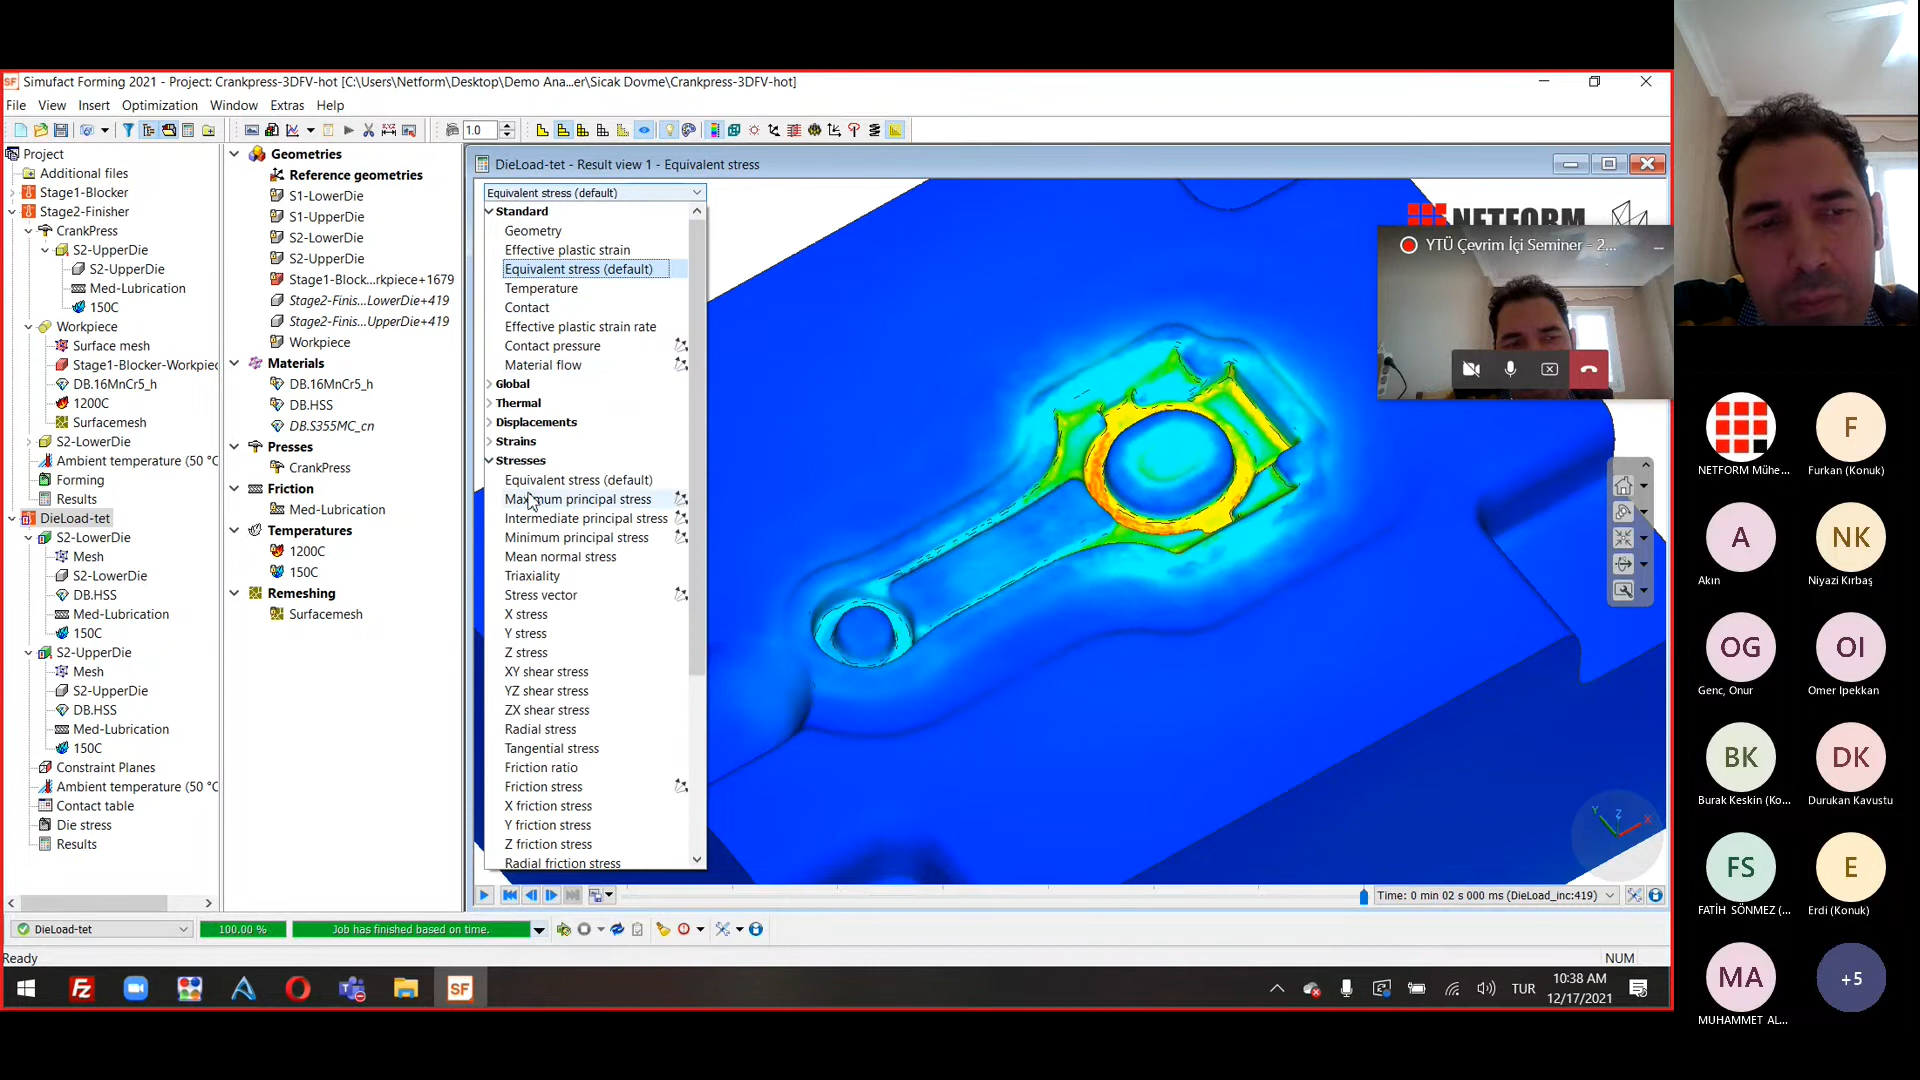 Simufact Forming 2021 - Project: Crankpress-3DFV-hot [C:\Users\Netform\Desktop\Demo Ana...er\Sicak Dovme\Crankpress-3DFV-hot]
File View Insert Optimization Window Extras Help
1.0
Project
Additional files
Stage1-Blocker
Stage2-Finisher
CrankPress
S2-UpperDie
S2-UpperDie
Med-Lubrication
150C
Workpiece
Surface mesh
Stage1-Blocker-Workpiec
DB.16MnCr5_h
1200C
Surfacemesh
S2-LowerDie
Ambient temperature (50 °C
Forming
Results
DieLoad-tet
S2-LowerDie
Mesh
S2-LowerDie
DB.HSS
Med-Lubrication
150C
S2-UpperDie
Mesh
S2-UpperDie
DB.HSS
Med-Lubrication
150C
Constraint Planes
Ambient temperature (50 °C
Contact table
Die stress
Results
Geometries
Reference geometries
S1-LowerDie
S1-UpperDie
S2-LowerDie
S2-UpperDie
Stage1-Block...rkpiece+1679
Stage2-Finis...LowerDie+419
Stage2-Finis...UpperDie+419
Workpiece
Materials
DB.16MnCr5_h
DB.HSS
DB.S355MC_cn
Presses
CrankPress
Friction
Med-Lubrication
Temperatures
1200C
150C
Remeshing
Surfacemesh
DieLoad-tet - Result view 1 - Equivalent stress
Equivalent stress (default)
Standard
Geometry
Effective plastic strain
Equivalent stress (default)
Temperature
Contact
Effective plastic strain rate
Contact pressure
Material flow
Global
Thermal
Displacements
Strains
Stresses
Equivalent stress (default)
Maximum principal stress
Intermediate principal stress
Minimum principal stress
Mean normal stress
Triaxiality
Stress vector
X stress
Y stress
Z stress
XY shear stress
YZ shear stress
ZX shear stress
Radial stress
Tangential stress
Friction ratio
Friction stress
X friction stress
Y friction stress
Z friction stress
Radial friction stress
NETFORM
YTÜ Çevrim İçi Seminer - 2...
Y Z X
Time: 0 min 02 s 000 ms (DieLoad_inc:419)
DieLoad-tet
100.00 %
Job has finished based on time.
Ready
NUM
SF
TUR
10:38 AM
12/17/2021
NETFORM Mühe...
F
Furkan (Konuk)
A
Akın
NK
Niyazi Kırbaş
OG
Genc, Onur
OI
Omer Ipekkan
BK
Burak Keskin (Ko...
DK
Durukan Kavustu
FS
FATİH SÖNMEZ (...
E
Erdi (Konuk)
MA
MUHAMMET AL...
+5